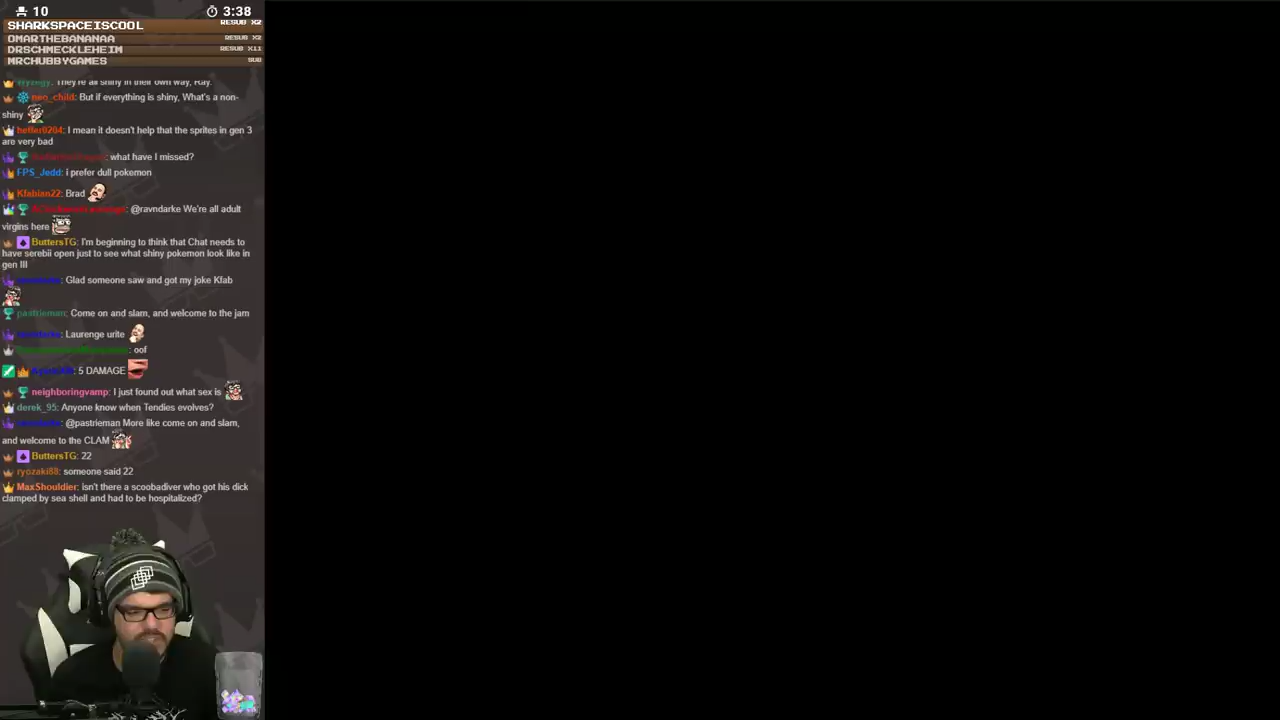 10
3:38
SHARKSPACEISCOOL RESUB X2
OMARTHEBANANAA RESUB X2
DRSCHMECKLEHEIM RESUB X11
MRCHUBBYGAMES SUB
They're all shiny in their own way, Ray.
neo_child: But if everything is shiny, What's a non-
shiny
hetler0204: I mean it doesn't help that the sprites in gen 3
are very bad
: what have I missed?
FPS_Jedd: i prefer dull pokemon
Kfabian22: Brad
: @ravndarke We're all adult
virgins here
ButtersTG: I'm beginning to think that Chat needs to
have serebii open just to see what shiny pokemon look like in
gen III
: Glad someone saw and got my joke Kfab
pastrieman: Come on and slam, and welcome to the jam
: Laurenge urite
: oof
: 5 DAMAGE
neighboringvamp: I just found out what sex is
derek_95: Anyone know when Tendies evolves?
: @pastrieman More like come on and slam,
and welcome to the CLAM
ButtersTG: 22
ryozaki88: someone said 22
MaxShouldier: isn't there a scoobadiver who got his dick
clamped by sea shell and had to be hospitalized?